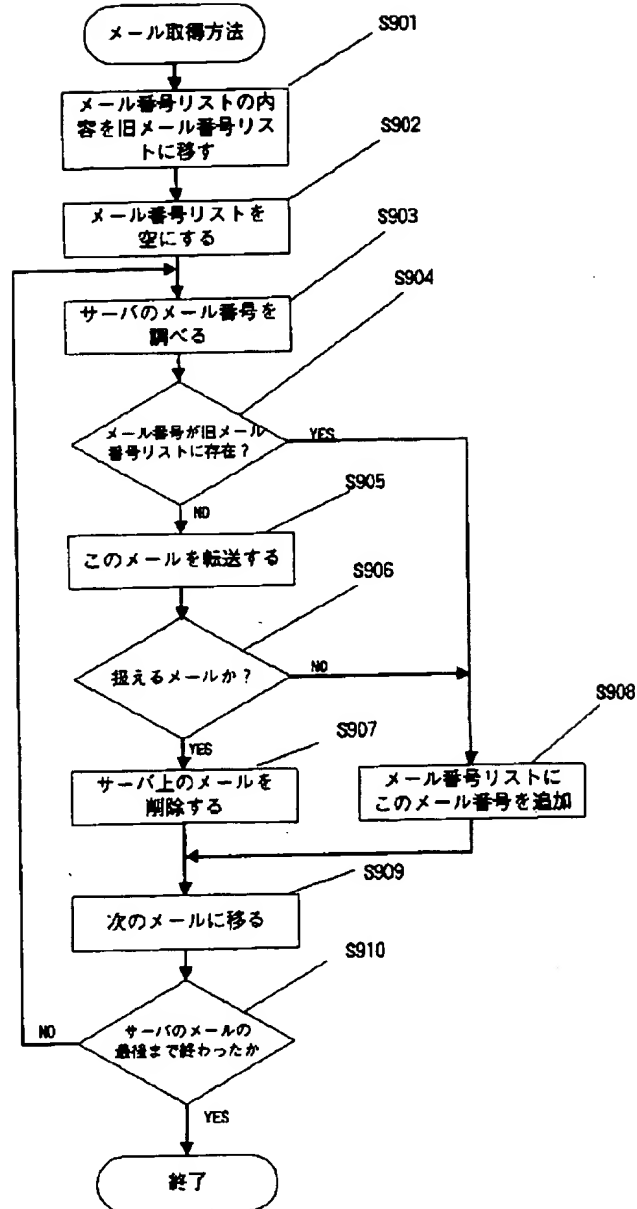 メール取得方法
S901
メール番号リストの内
容を旧メール番号リス
トに移す
S902
メール番号リストを
空にする
S903
サーバのメール番号を
調べる
S904
メール番号が旧メール
番号リストに存在?
YES
NO
S905
このメールを転送する
S906
扱えるメールか?
NO
YES
S907
サーバ上のメールを
削除する
S908
メール番号リストに
このメール番号を追加
S909
次のメールに移る
S910
サーバのメールの
最後まで終わったか
NO
YES
終了